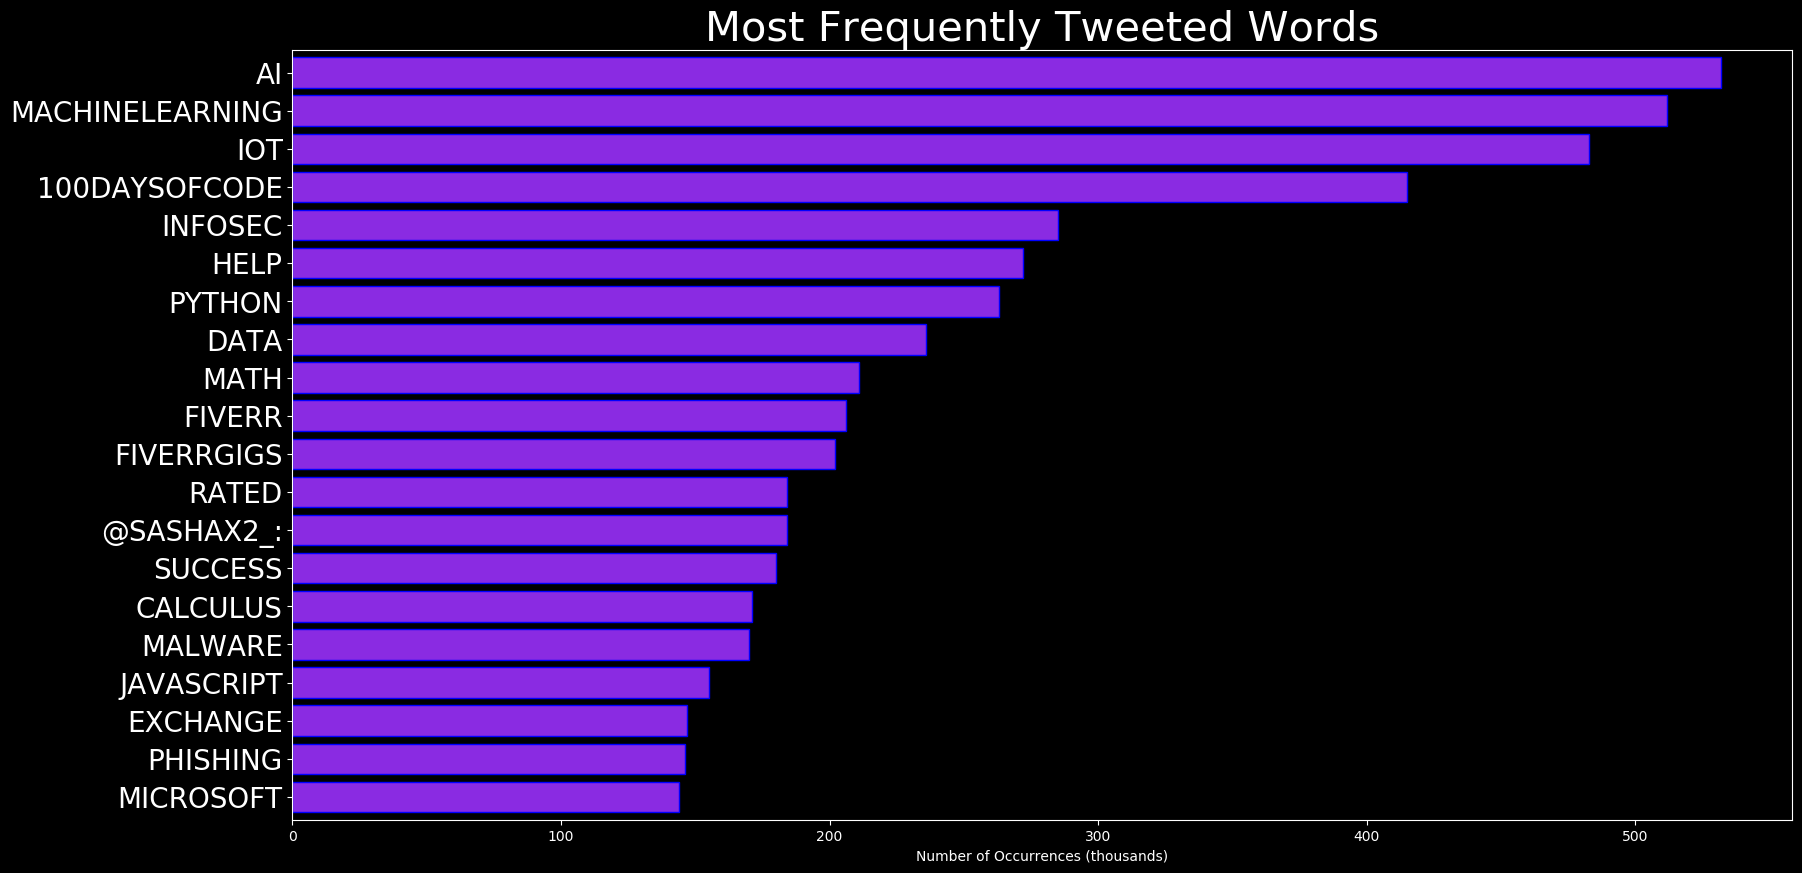 Most Frequently Tweeted Words
AI
MACHINELEARNING
IOT
100DAYSOFCODE
INFOSEC
HELP
PYTHON
DATA
MATH
FIVERR
FIVERRGIGS
RATED
@SASHAX2_:
SUCCESS
CALCULUS
MALWARE
JAVASCRIPT
EXCHANGE
PHISHING
MICROSOFT
0 100 200 300 400 500
Number of Occurrences (thousands)